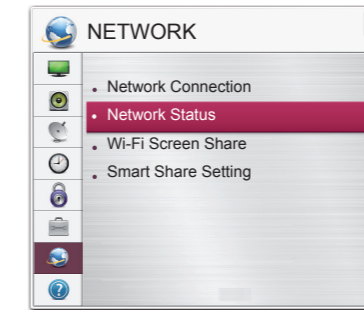 NETWORK
Network Connection
Network Status
Wi-Fi Screen Share
Smart Share Setting